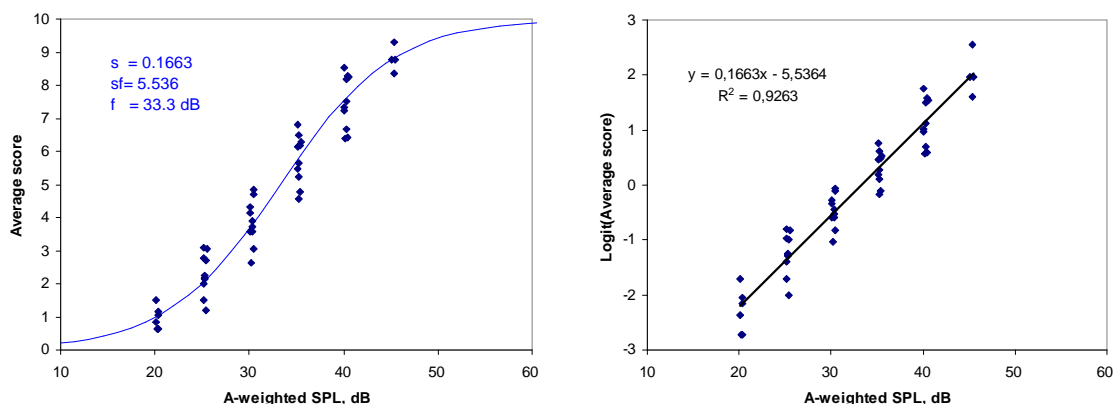 10
9
8
7
6
5
4
3
2
1
0
Average score
s = 0.1663
sf= 5.536
f = 33.3 dB
10 20 30 40 50 60
A-weighted SPL, dB
3
2
1
0
-1
-2
-3
Logit(Average score)
y = 0,1663x - 5,5364
R² = 0,9263
10 20 30 40 50 60
A-weighted SPL, dB